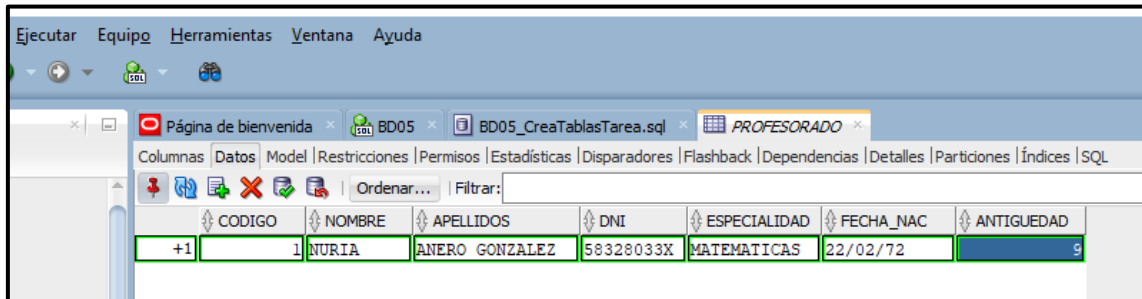 Ejecutar Equipo Herramientas Ventana Ayuda
SQL
Página de bienvenida SQL BD05 BD05_CreaTablasTarea.sql PROFESORADO
Columnas Datos Model Restricciones Permisos Estadísticas Disparadores Flashback Dependencias Detalles Particiones Índices SQL
Ordenar... Filtrar:
CODIGO NOMBRE APELLIDOS DNI ESPECIALIDAD FECHA_NAC ANTIGUEDAD
+1 1 NURIA ANERO GONZALEZ 58328033X MATEMATICAS 22/02/72 9